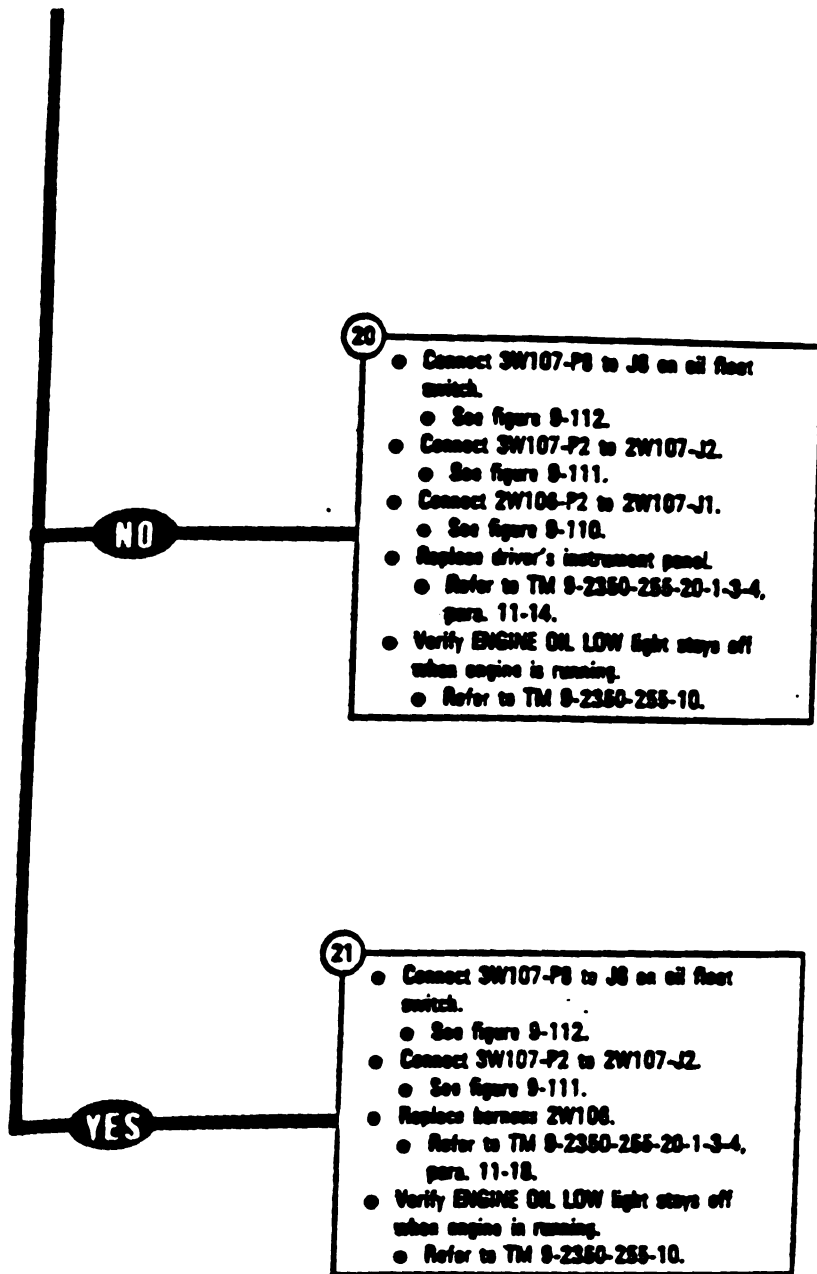 20
● Connect 3W107-P8 to J8 on oil float
switch.
● See figure 9-112.
● Connect 3W107-P2 to 2W107-J2.
● See figure 9-111.
● Connect 2W106-P2 to 2W107-J1.
● See figure 9-110.
NO
● Replace driver's instrument panel.
● Refer to TM 9-2350-255-20-1-3-4,
para. 11-14.
● Verify ENGINE OIL LOW light stays off
when engine is running.
● Refer to TM 9-2350-255-10.
21
● Connect 3W107-P8 to J8 on oil float
switch.
● See figure 9-112.
● Connect 3W107-P2 to 2W107-J2.
● See figure 9-111.
YES
● Replace harness 2W106.
● Refer to TM 9-2350-255-20-1-3-4,
para. 11-18.
● Verify ENGINE OIL LOW light stays off
when engine in running.
● Refer to TM 9-2350-255-10.